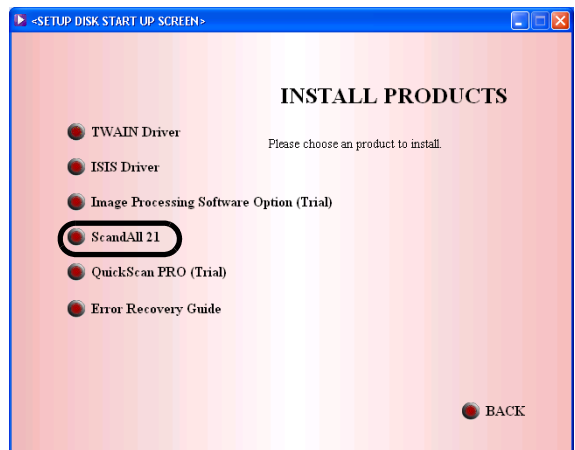 <SETUP DISK START UP SCREEN>
INSTALL PRODUCTS
Please choose an product to install.
TWAIN Driver
ISIS Driver
Image Processing Software Option (Trial)
ScandAll 21
QuickScan PRO (Trial)
Error Recovery Guide
BACK